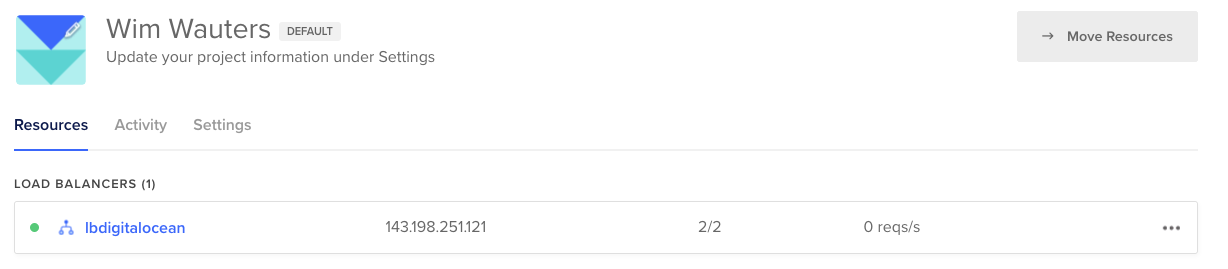 Wim Wauters DEFAULT
Update your project information under Settings
→ Move Resources
Resources Activity Settings
LOAD BALANCERS (1)
lbdigitalocean 143.198.251.121 2/2 0 reqs/s •••